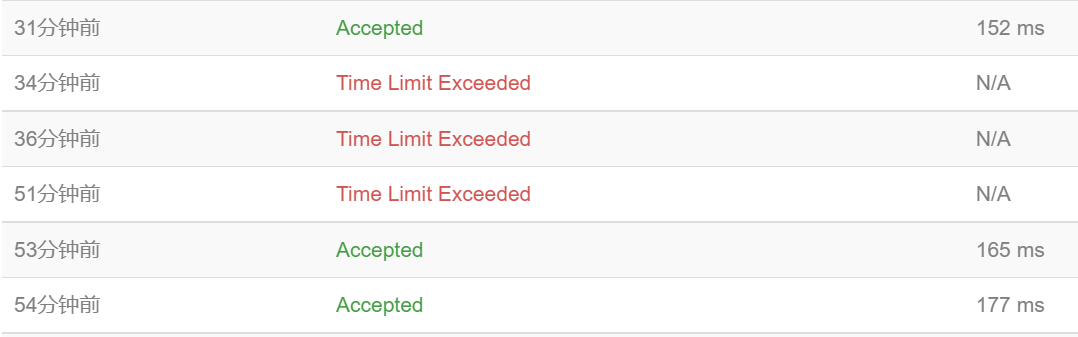 31分钟前 Accepted 152 ms
34分钟前 Time Limit Exceeded N/A
36分钟前 Time Limit Exceeded N/A
51分钟前 Time Limit Exceeded N/A
53分钟前 Accepted 165 ms
54分钟前 Accepted 177 ms